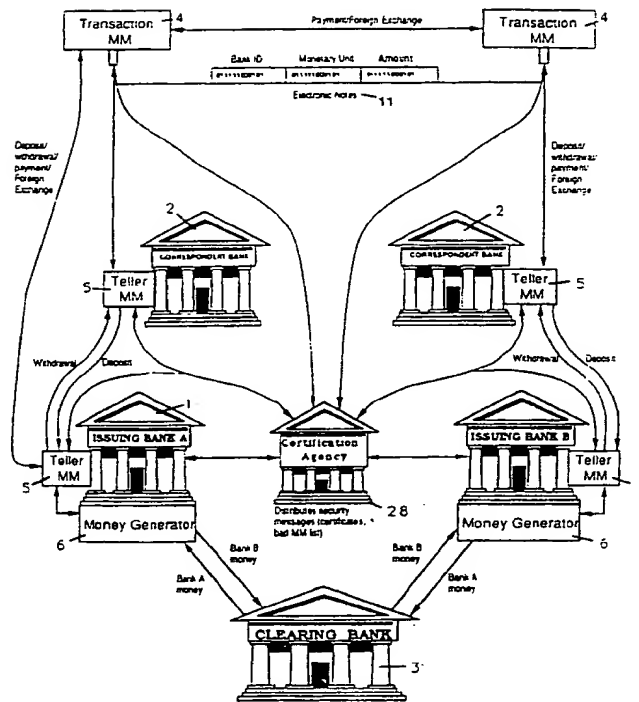 4
Transaction
MM
Payment/Foreign Exchange
4
Transaction
MM
Bank ID
Monetary Unit
Amount
Electronic Notes
11
Deposit/
withdrawal/
payment/
Foreign
Exchange
Deposit/
withdrawal/
payment/
Foreign
Exchange
2
CORRESPONDENT BANK
2
CORRESPONDENT BANK
5
Teller
MM
Teller
MM
5
Withdrawal
Deposit
Withdrawal
Deposit
1
ISSUING BANK A
Certification
Agency
ISSUING BANK B
Teller
MM
5
Teller
MM
28
Distributes security
messages (certificates,
bad MM list)
Money Generator
6
Money Generator
6
Bank B
money
Bank A
money
Bank B
money
Bank A
money
CLEARING BANK
3